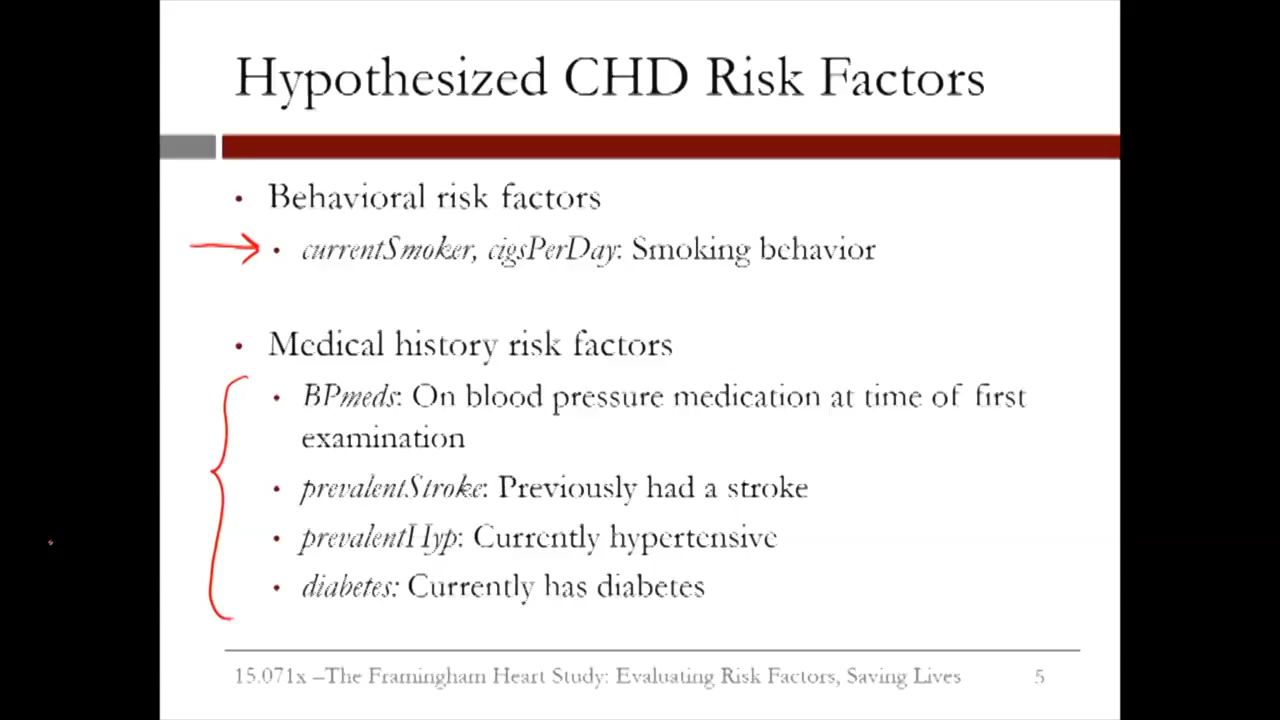 Hypothesized CHD Risk Factors
• Behavioral risk factors
• currentSmoker, cigsPerDay: Smoking behavior
• Medical history risk factors
• BPmeds: On blood pressure medication at time of first
examination
• prevalentStroke: Previously had a stroke
• prevalentHyp: Currently hypertensive
• diabetes: Currently has diabetes
15.071x –The Framingham Heart Study: Evaluating Risk Factors, Saving Lives 5